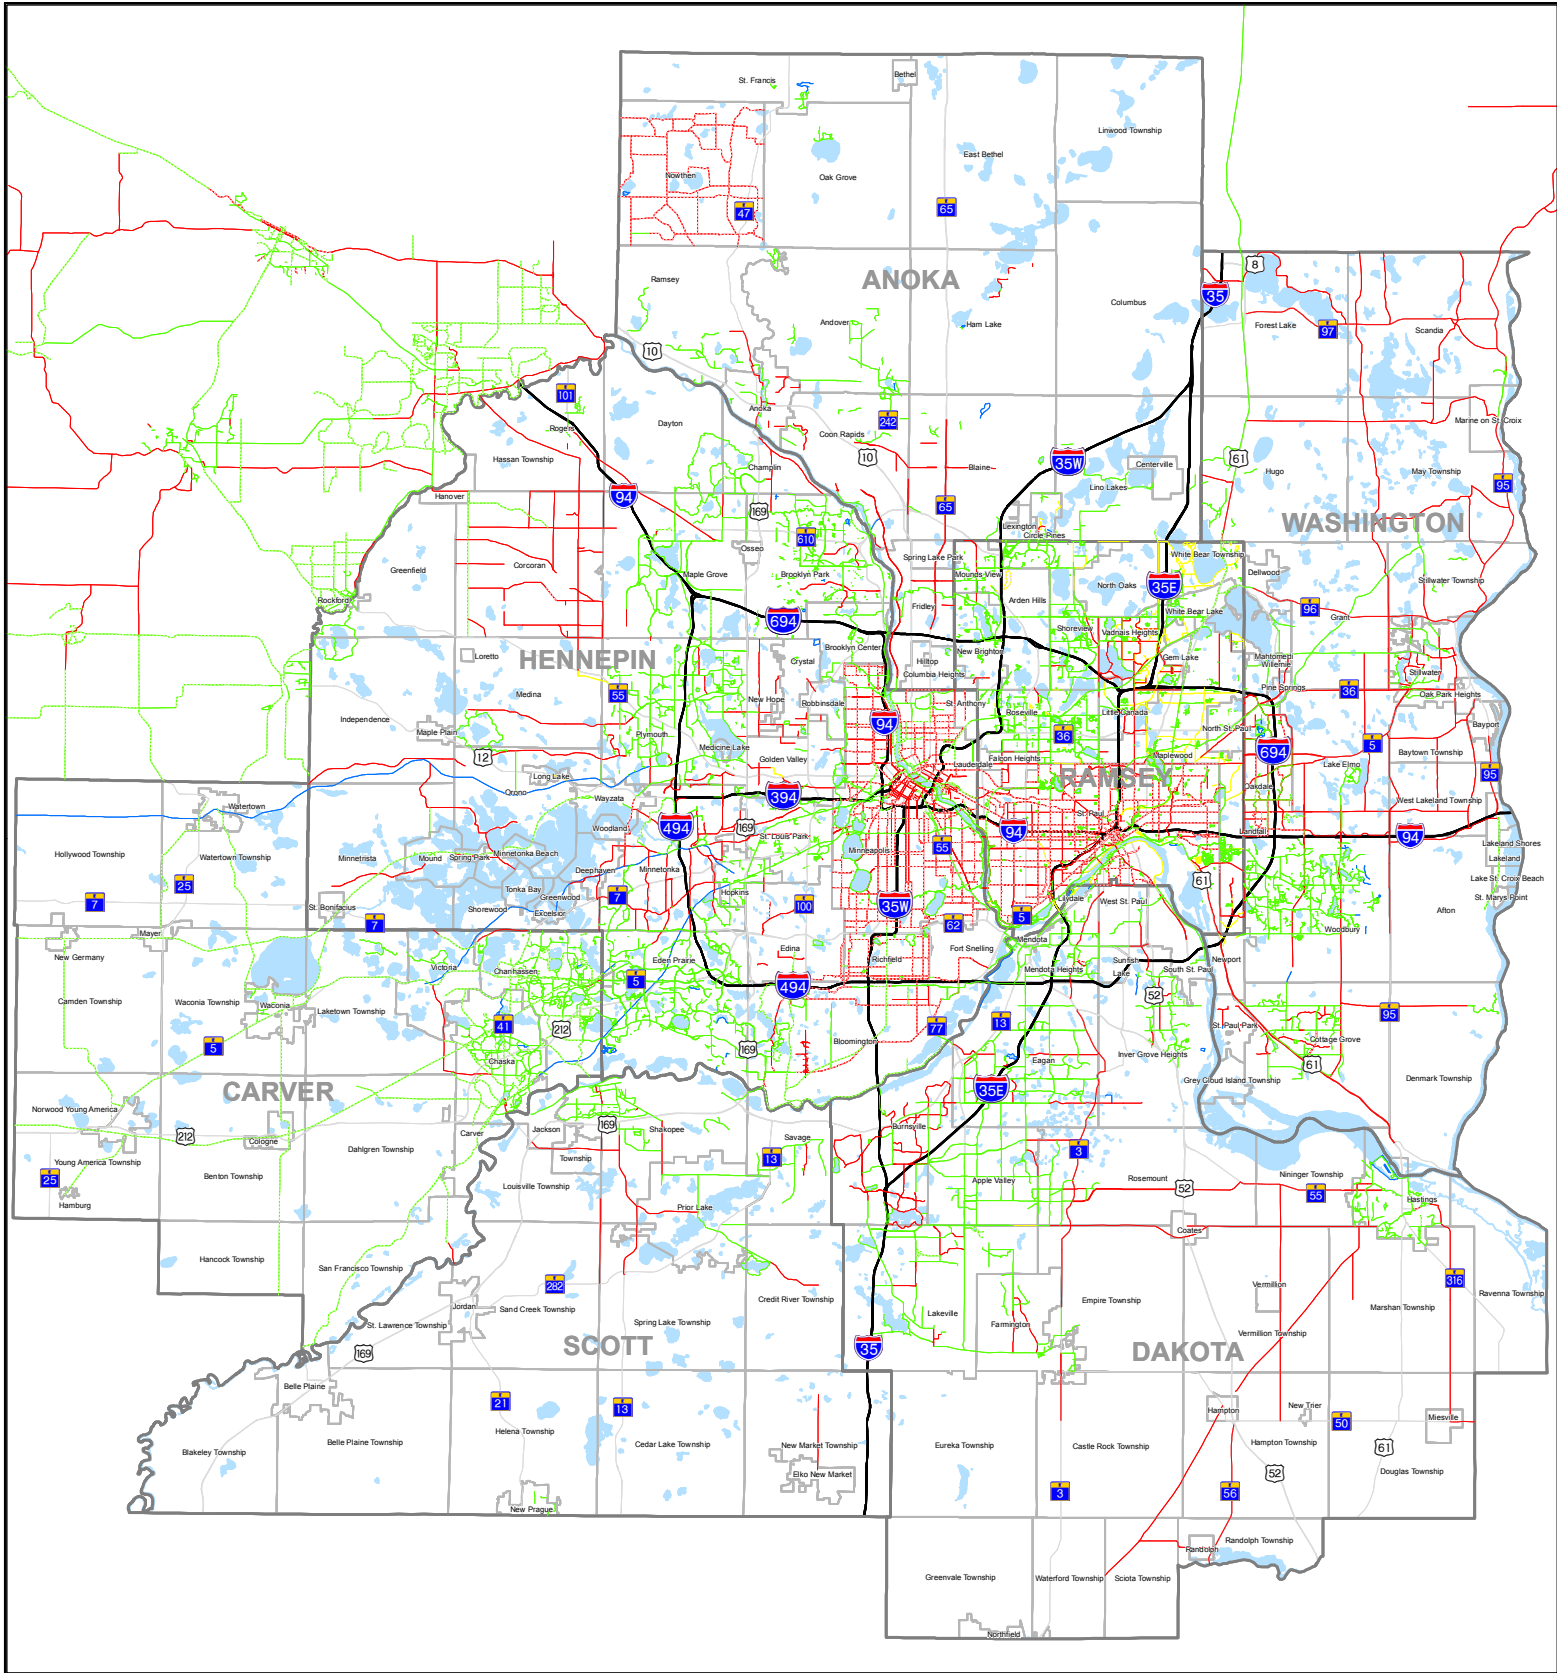 St. Francis
Bethel
Linwood Township
East Bethel
Nowthen
Oak Grove
47
65
8
ANOKA
Ramsey
35
Columbus
Andover
Ham Lake
Forest Lake
97
Scandia
10
101
Anoka
242
Rogers
Dayton
Coon Rapids
Marine on St. Croix
10
61
35W
Hassan Township
Champlin
Blaine
Centerville
Hugo
May Township
Lino Lakes
95
Hanover
94
65
169
Lexington
WASHINGTON
Circle Pines
610
Osseo
Spring Lake Park
White Bear Township
Corcoran
Greenfield
Maple Grove
Brooklyn Park
Mounds View
Dellwood
North Oaks
35E
Stillwater Township
Rockford
Arden Hills
Fridley
96
White Bear Lake
Grant
694
Shoreview
Vadnais Heights
Brooklyn Center
New Brighton
Loretto
HENNEPIN
Crystal
Hilltop
Gem Lake
Mahtomedi
Willernie
Columbia Heights
Stillwater
Medina
55
Pine Springs
36
New Hope
Robbinsdale
St. Anthony
Oak Park Heights
Independence
94
Roseville
Little Canada
Bayport
Maple Plain
Plymouth
36
North St. Paul
5
12
Medicine Lake
694
Baytown Township
Golden Valley
Lauderdale
Falcon Heights
Maplewood
Lake Elmo
95
Long Lake
RAMSEY
Orono
Wayzata
394
Oakdale
West Lakeland Township
Watertown
494
169
St. Louis Park
94
St. Paul
Landfall
94
Woodland
55
Lakeland Shores
Hollywood Township
Watertown Township
Minnetrista
Mound
Spring Park
Minnetonka Beach
Minneapolis
Lakeland
Deephaven
Minnetonka
Lake St. Croix Beach
25
Tonka Bay
Greenwood
7
Hopkins
61
7
St. Bonifacius
Shorewood
Excelsior
100
35W
Lilydale
West St. Paul
St. Marys Point
7
5
Afton
62
Mayer
Woodbury
New Germany
Edina
Fort Snelling
Mendota
Richfield
Eden Prairie
Sunfish
Lake
Newport
Victoria
Chanhassen
Mendota Heights
South St. Paul
5
494
52
Camden Township
Waconia Township
Waconia
Laketown Township
41
212
77
13
95
St. Paul Park
5
169
Bloomington
Cottage Grove
Chaska
Eagan
Inver Grove Heights
61
CARVER
35E
Grey Cloud Island Township
Denmark Township
Norwood Young America
212
Cologne
Carver
Jackson
169
Shakopee
Burnsville
Savage
Dahlgren Township
Township
13
3
Young America Township
Benton Township
Louisville Township
Apple Valley
Rosemount
Nininger Township
25
52
55
Hamburg
Prior Lake
Hastings
Coates
Hancock Township
San Francisco Township
282
Vermillion
316
Credit River Township
Empire Township
Ravenna Township
Jordan
Sand Creek Township
Marshan Township
Spring Lake Township
Lakeville
Farmington
St. Lawrence Township
Vermillion Township
169
SCOTT
35
DAKOTA
Belle Plaine
21
13
Hampton
New Trier
50
Miesville
Blakeley Township
Belle Plaine Township
Helena Township
Cedar Lake Township
New Market Township
Eureka Township
Castle Rock Township
Hampton Township
61
Elko New Market
52
Douglas Township
3
56
New Prague
Randolph
Randolph Township
Greenvale Township
Waterford Township
Sciota Township
Northfield